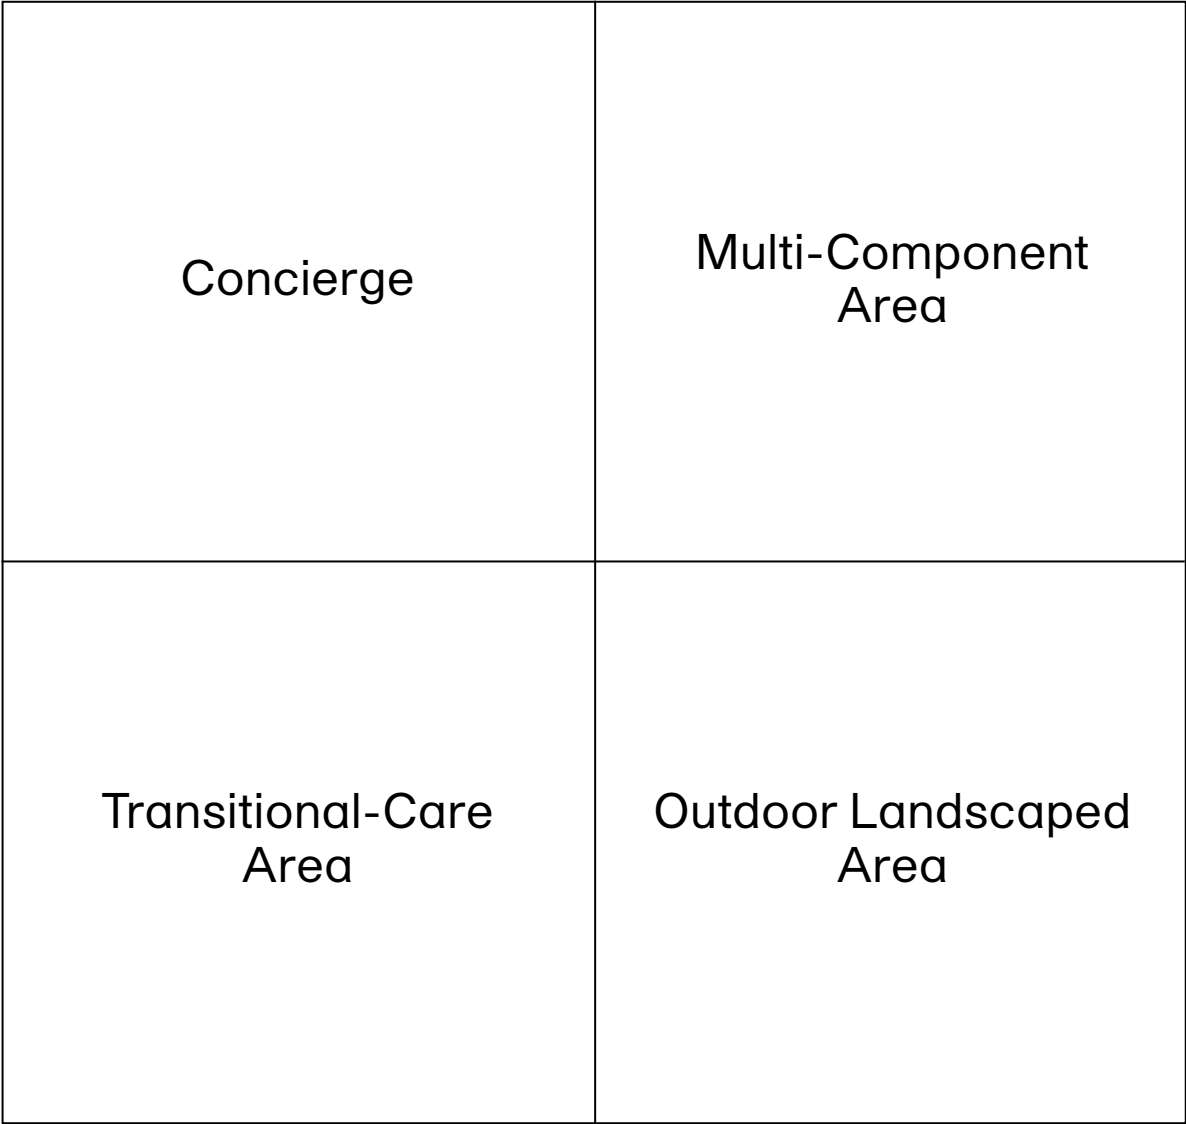 Concierge
Multi-Component
Area
Transitional-Care
Area
Outdoor Landscaped
Area